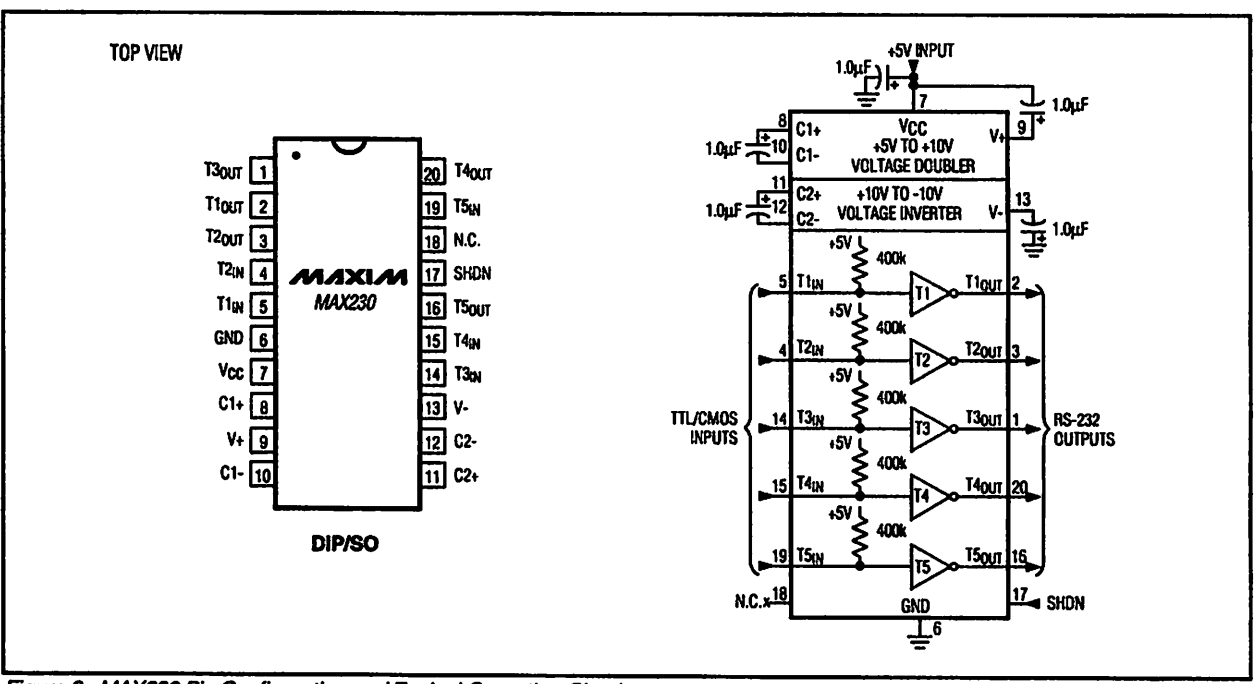 TOP VIEW
T3OUT 1
T1OUT 2
T2OUT 3
T2IN 4
T1IN 5
GND 6
VCC 7
C1+ 8
V+ 9
C1- 10
20 T4OUT
19 T5IN
18 N.C.
17 SHDN
16 T5OUT
15 T4IN
14 T3IN
13 V-
12 C2-
11 C2+
MAXIM
MAX230
DIP/SO
+5V INPUT
1.0µF
+
7
1.0µF
+
8
C1+
VCC
V+
9
+5V TO +10V
VOLTAGE DOUBLER
1.0µF
+
10
C1-
11
C2+
+10V TO -10V
VOLTAGE INVERTER
V-
13
1.0µF
+
12
C2-
1.0µF
+
+5V
400k
5 T1IN T1 T1OUT 2
+5V
400k
4 T2IN T2 T2OUT 3
+5V
400k
14 T3IN T3 T3OUT 1
TTL/CMOS
INPUTS
RS-232
OUTPUTS
+5V
400k
15 T4IN T4 T4OUT 20
+5V
400k
19 T5IN T5 T5OUT 16
N.C. x 18
GND
6
17 SHDN